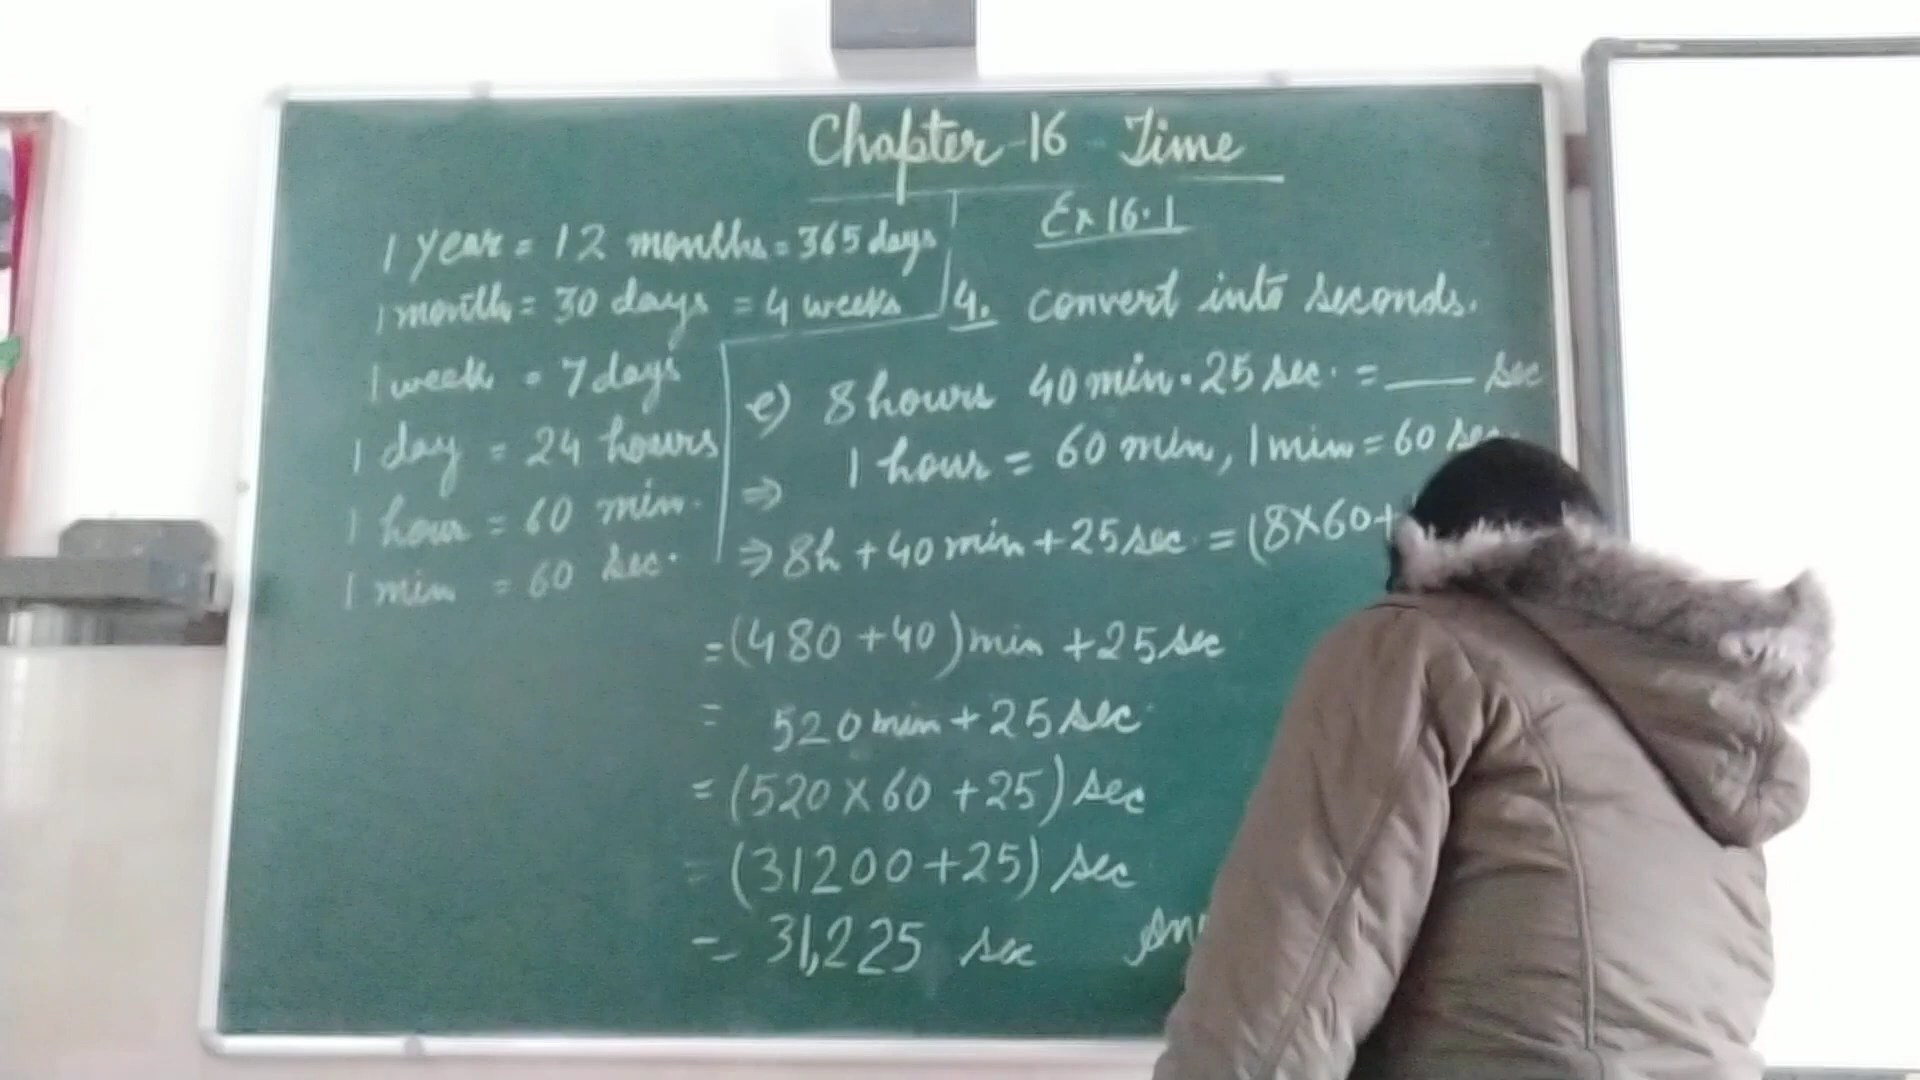 Chapter-16 Time
1 year = 12 months = 365 days
1 month = 30 days = 4 weeks
1 week = 7 days
1 day = 24 hours
1 hour = 60 min.
1 min = 60 sec.
Ex 16.1
4. convert into seconds.
e) 8 hours 40 min. 25 sec. = ___ sec
⇒ 1 hour = 60 min, 1 min = 60 sec
⇒ 8h + 40 min + 25 sec = (8×60+
= (480 + 40) min + 25 sec
= 520 min + 25 sec
= (520 × 60 + 25) sec
= (31200 + 25) sec
= 31,225 sec